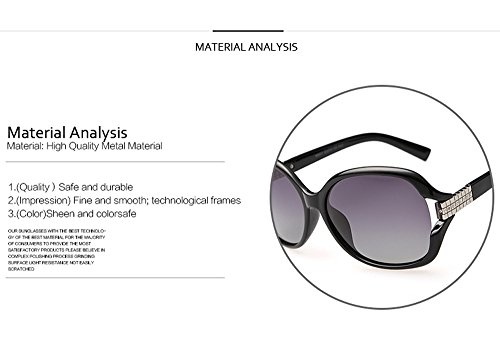 MATERIAL ANALYSIS
Material Analysis
Material: High Quality Metal Material
1.(Quality ) Safe and durable
2.(Impression) Fine and smooth; technological frames
3.(Color)Sheen and colorsafe
OUR SUNGLASSES WITH THE BEST TECHNOLO-
GY OF THE BEST MATERIAL FOR THE MAJORITY
OF CONSUMERS TO PROVIDE THE MOST
SATISFACTORY PRODUCTS PLEASE BELIEVE IN
COMPLEX POLISHING PROCESS GRINDING
SURFACE LIGHT RESISTANCE NOT EASILY
SCRATCHED